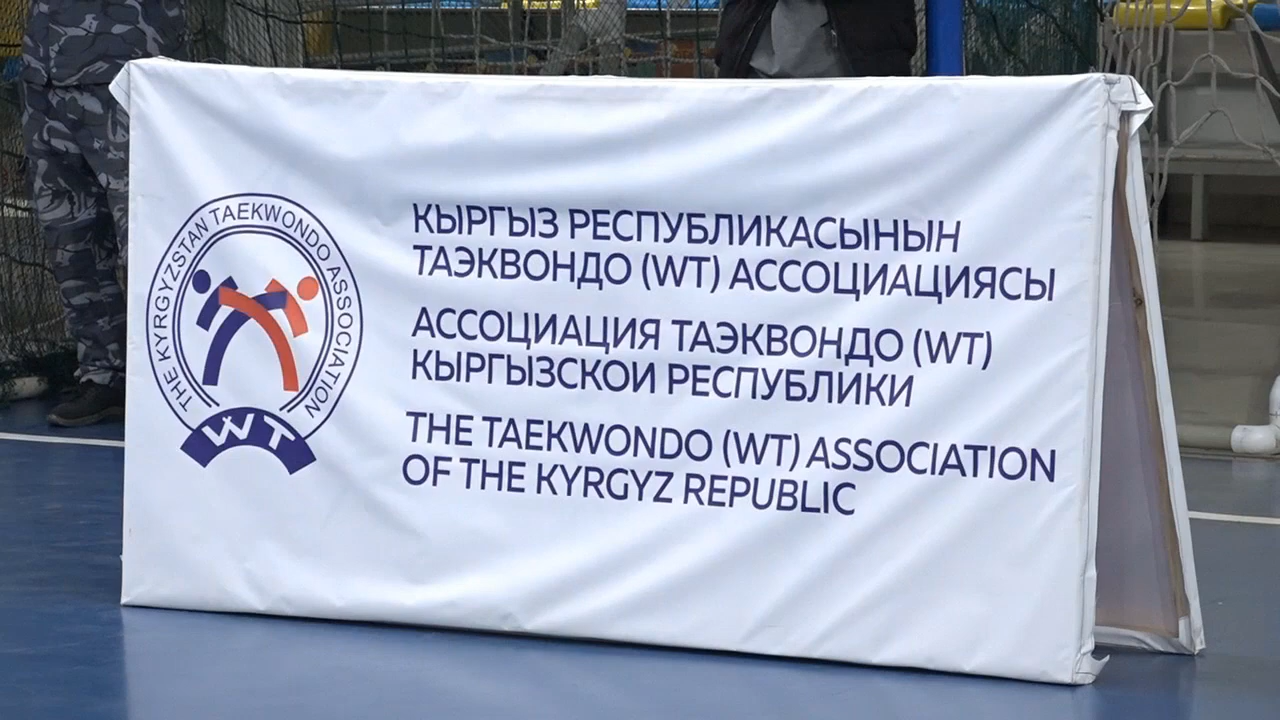 THE KYRGYZSTAN TAEKWONDO ASSOCIATION
WT
КЫРГЫЗ РЕСПУБЛИКАСЫНЫН
ТАЭКВОНДО (WT) АССОЦИАЦИЯСЫ
АССОЦИАЦИЯ ТАЭКВОНДО (WT)
КЫРГЫЗСКОИ РЕСПУБЛИКИ
THE TAEKWONDO (WT) ASSOCIATION
OF THE KYRGYZ REPUBLIC